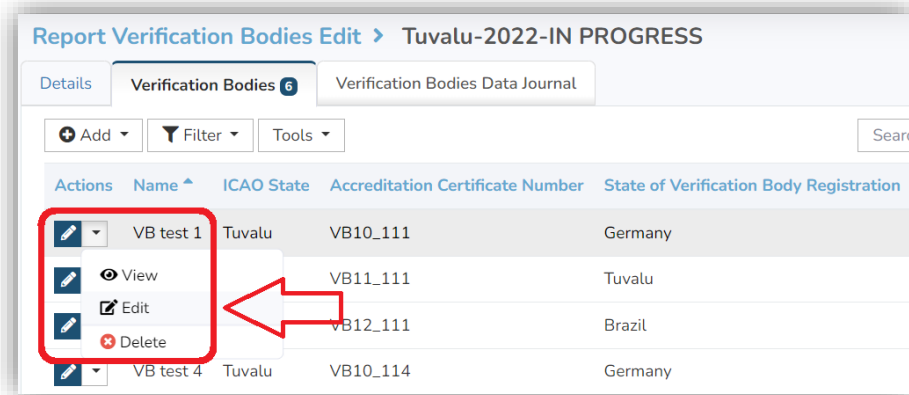 Report Verification Bodies Edit > Tuvalu-2022-IN PROGRESS
Details Verification Bodies 6 Verification Bodies Data Journal
Add Filter Tools
Actions Name ICAO State Accreditation Certificate Number State of Verification Body Registration
VB test 1 Tuvalu VB10_111 Germany
View VB11_111 Tuvalu
Edit
VB12_111 Brazil
Delete
VB test 4 Tuvalu VB10_114 Germany